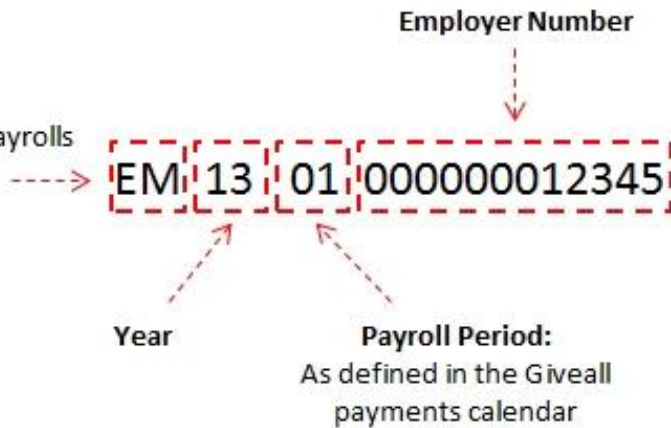 Employer Number
ayrolls
EM 13 01 000000012345
Year
Payroll Period:
As defined in the Giveall
payments calendar